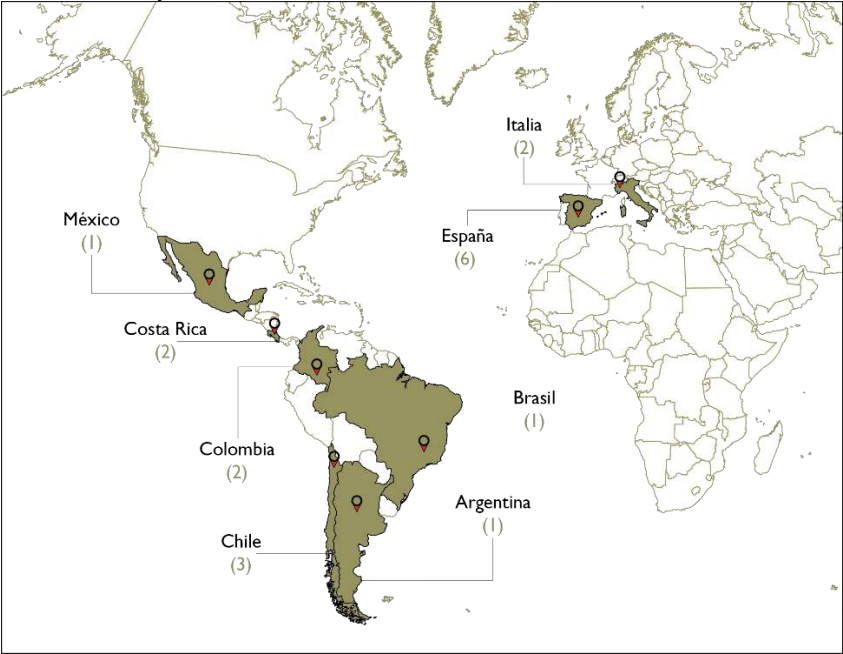 Italia
(2)
México
(1)
España
(6)
Costa Rica
(2)
Brasil
(1)
Colombia
(2)
Argentina
(1)
Chile
(3)